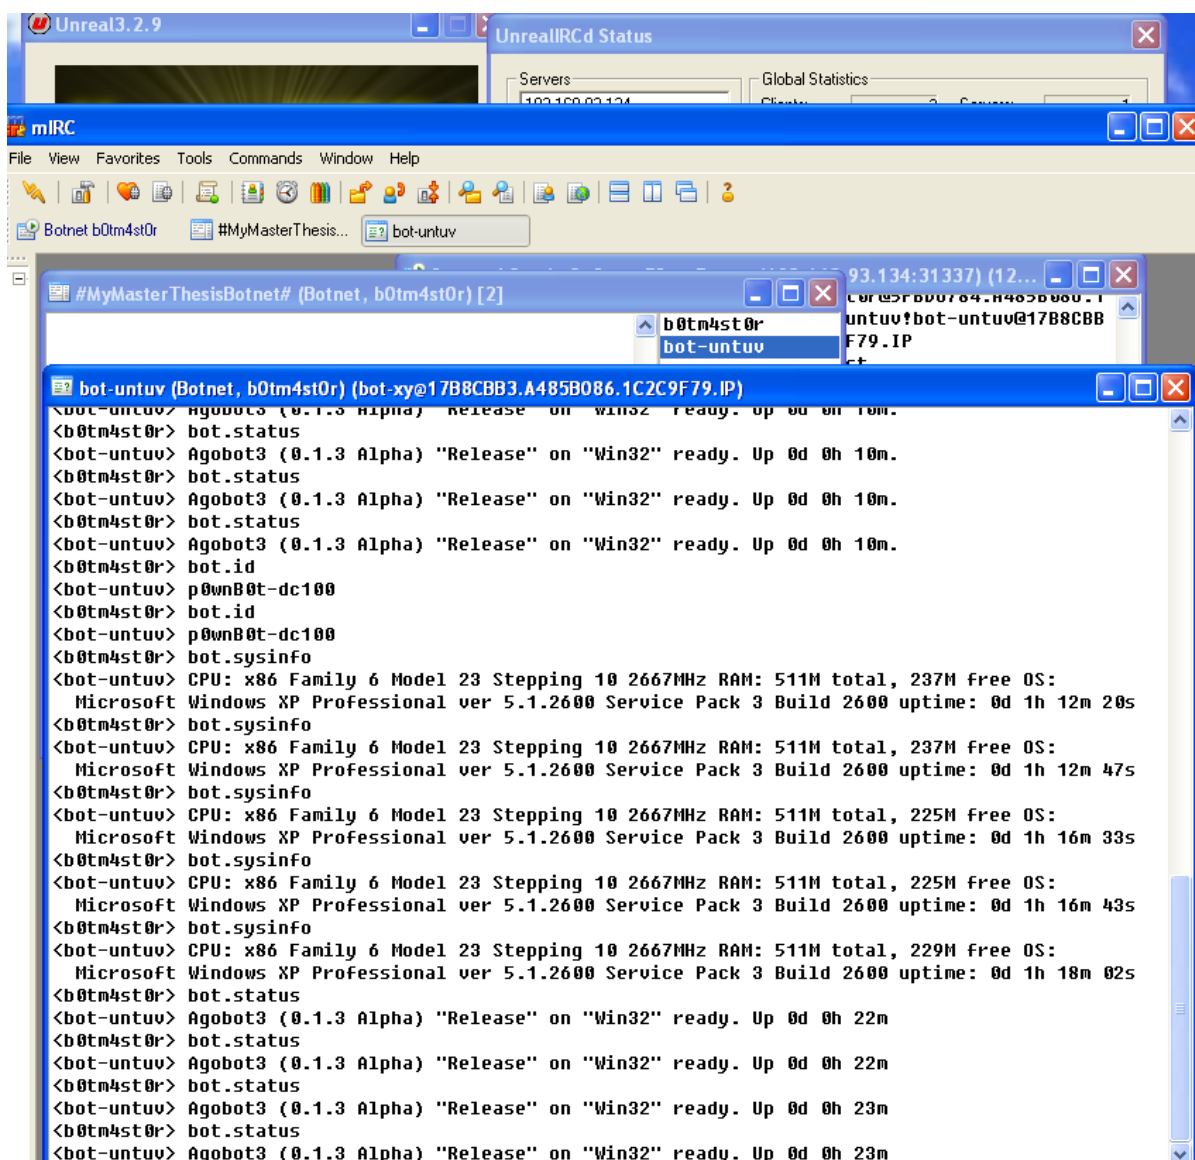 Unreal3.2.9
UnrealIRCd Status
Servers
Global Statistics
mIRC
File View Favorites Tools Commands Window Help
Botnet b0tm4st0r #MyMasterThesis... bot-untuv
93.134:31337) (12...
#MyMasterThesisBotnet# (Botnet, b0tm4st0r) [2]
b0tm4st0r
bot-untuv
untuv!bot-untuv@17B8CBB
F79.IP
bot-untuv (Botnet, b0tm4st0r) (bot-xy@17B8CBB3.A485B086.1C2C9F79.IP)
<bot-untuv> Agobot3 (0.1.3 Alpha) "Release" on "Win32" ready. Up 0d 0h 10m.
<b0tm4st0r> bot.status
<bot-untuv> Agobot3 (0.1.3 Alpha) "Release" on "Win32" ready. Up 0d 0h 10m.
<b0tm4st0r> bot.status
<bot-untuv> Agobot3 (0.1.3 Alpha) "Release" on "Win32" ready. Up 0d 0h 10m.
<b0tm4st0r> bot.status
<bot-untuv> Agobot3 (0.1.3 Alpha) "Release" on "Win32" ready. Up 0d 0h 10m.
<b0tm4st0r> bot.id
<bot-untuv> p0wnB0t-dc100
<b0tm4st0r> bot.id
<bot-untuv> p0wnB0t-dc100
<b0tm4st0r> bot.sysinfo
<bot-untuv> CPU: x86 Family 6 Model 23 Stepping 10 2667MHz RAM: 511M total, 237M free OS:
Microsoft Windows XP Professional ver 5.1.2600 Service Pack 3 Build 2600 uptime: 0d 1h 12m 20s
<b0tm4st0r> bot.sysinfo
<bot-untuv> CPU: x86 Family 6 Model 23 Stepping 10 2667MHz RAM: 511M total, 237M free OS:
Microsoft Windows XP Professional ver 5.1.2600 Service Pack 3 Build 2600 uptime: 0d 1h 12m 47s
<b0tm4st0r> bot.sysinfo
<bot-untuv> CPU: x86 Family 6 Model 23 Stepping 10 2667MHz RAM: 511M total, 225M free OS:
Microsoft Windows XP Professional ver 5.1.2600 Service Pack 3 Build 2600 uptime: 0d 1h 16m 33s
<b0tm4st0r> bot.sysinfo
<bot-untuv> CPU: x86 Family 6 Model 23 Stepping 10 2667MHz RAM: 511M total, 225M free OS:
Microsoft Windows XP Professional ver 5.1.2600 Service Pack 3 Build 2600 uptime: 0d 1h 16m 43s
<b0tm4st0r> bot.sysinfo
<bot-untuv> CPU: x86 Family 6 Model 23 Stepping 10 2667MHz RAM: 511M total, 229M free OS:
Microsoft Windows XP Professional ver 5.1.2600 Service Pack 3 Build 2600 uptime: 0d 1h 18m 02s
<b0tm4st0r> bot.status
<bot-untuv> Agobot3 (0.1.3 Alpha) "Release" on "Win32" ready. Up 0d 0h 22m
<b0tm4st0r> bot.status
<bot-untuv> Agobot3 (0.1.3 Alpha) "Release" on "Win32" ready. Up 0d 0h 22m
<b0tm4st0r> bot.status
<bot-untuv> Agobot3 (0.1.3 Alpha) "Release" on "Win32" ready. Up 0d 0h 23m
<b0tm4st0r> bot.status
<bot-untuv> Agobot3 (0.1.3 Alpha) "Release" on "Win32" ready. Up 0d 0h 23m